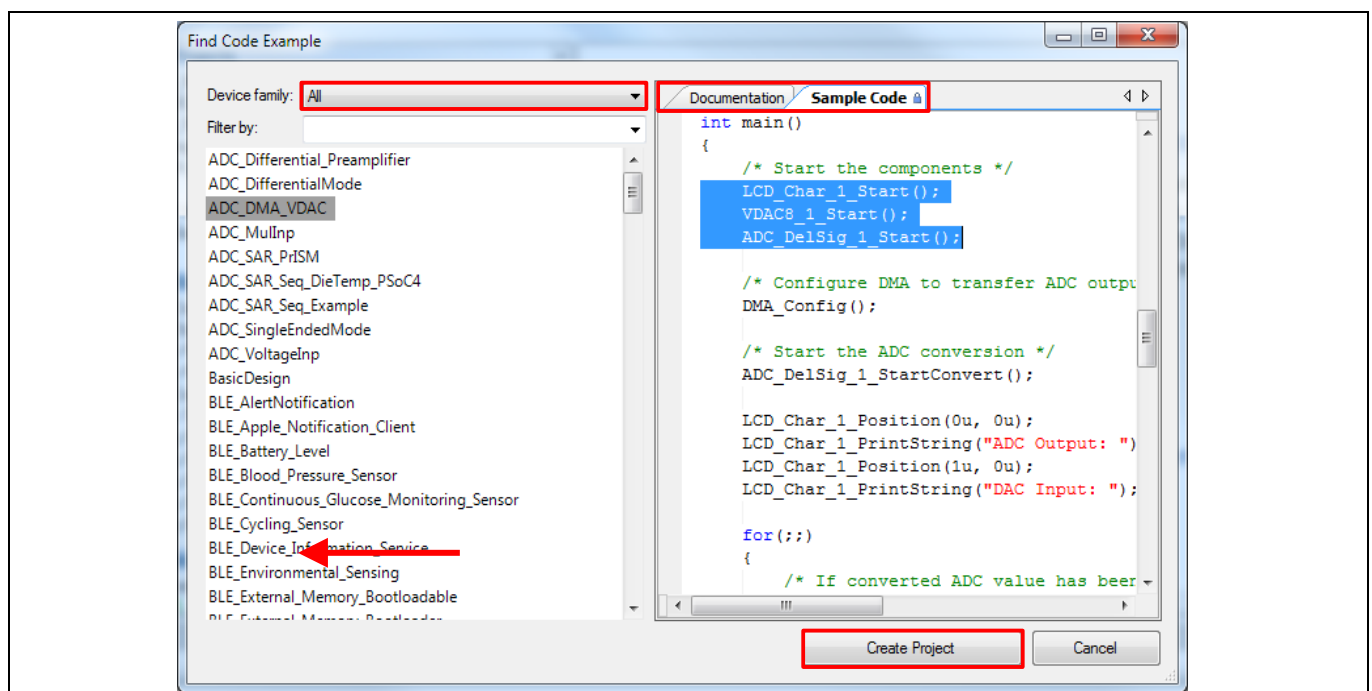 Find Code Example
Device family: All
Filter by:
ADC_Differential_Preamplifier
ADC_DifferentialMode
ADC_DMA_VDAC
ADC_MulInp
ADC_SAR_PrISM
ADC_SAR_Seq_DieTemp_PSoC4
ADC_SAR_Seq_Example
ADC_SingleEndedMode
ADC_VoltageInp
BasicDesign
BLE_AlertNotification
BLE_Apple_Notification_Client
BLE_Battery_Level
BLE_Blood_Pressure_Sensor
BLE_Continuous_Glucose_Monitoring_Sensor
BLE_Cycling_Sensor
BLE_Device_Information_Service
BLE_Environmental_Sensing
BLE_External_Memory_Bootloadable
BLE_External_Memory_Bootloader
Documentation Sample Code
int main()
{
/* Start the components */
LCD_Char_1_Start();
VDAC8_1_Start();
ADC_DelSig_1_Start();
/* Configure DMA to transfer ADC outpu
DMA_Config();
/* Start the ADC conversion */
ADC_DelSig_1_StartConvert();
LCD_Char_1_Position(0u, 0u);
LCD_Char_1_PrintString("ADC Output: ")
LCD_Char_1_Position(1u, 0u);
LCD_Char_1_PrintString("DAC Input: ");
for(;;)
{
/* If converted ADC value has beer
Create Project Cancel